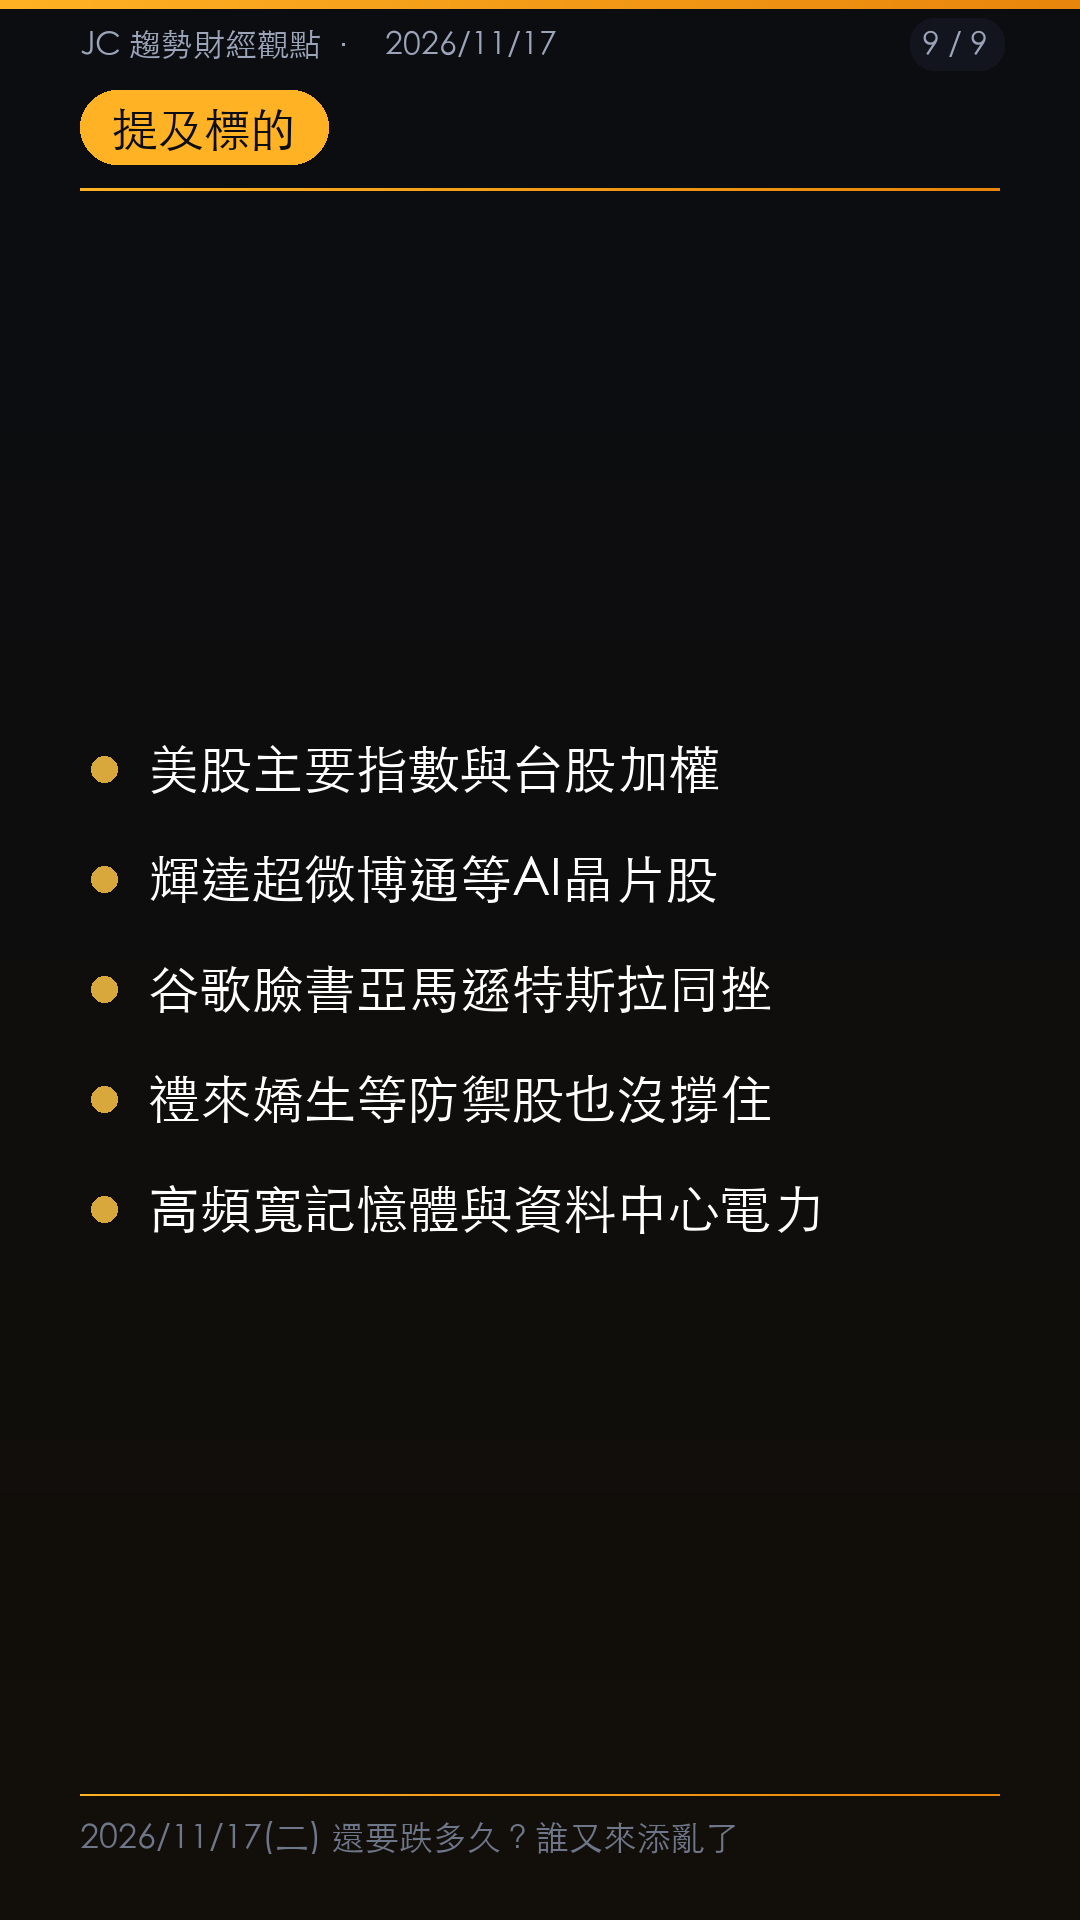 JC 趨勢財經觀點 · 2026/11/17
9 / 9
提及標的
美股主要指數與台股加權
輝達超微博通等AI晶片股
谷歌臉書亞馬遜特斯拉同挫
禮來嬌生等防禦股也沒撐住
高頻寬記憶體與資料中心電力
2026/11/17(二) 還要跌多久？誰又來添亂了